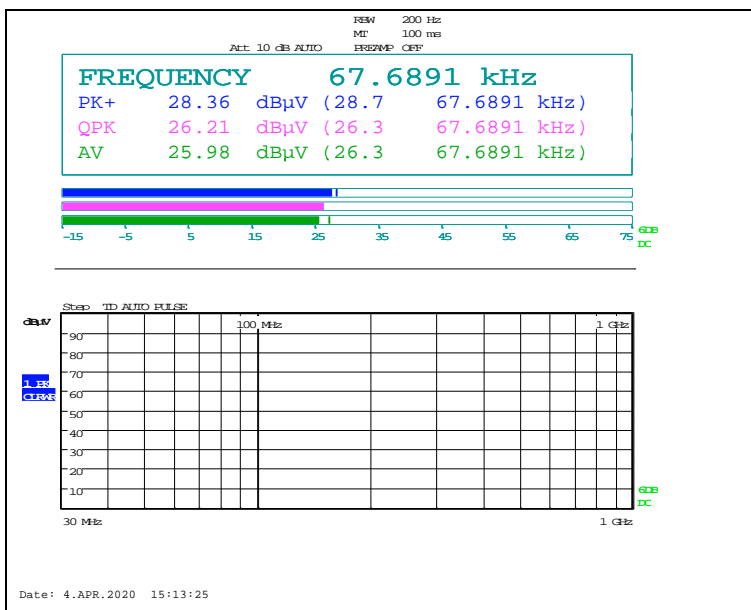 RBW 200 Hz
MT 100 ms
Att 10 dB AUTO PREAMP OFF
FREQUENCY 67.6891 kHz
PK+ 28.36 dBµV (28.7 67.6891 kHz)
QPK 26.21 dBµV (26.3 67.6891 kHz)
AV 25.98 dBµV (26.3 67.6891 kHz)
-15 -5 5 15 25 35 45 55 65 75
6DB
DC
Step TD AUTO PULSE
dBµV
100 MHz 1 GHz
90
80
70
1 PK
CLRWR
60
50
40
30
20
10
6DB
DC
30 MHz 1 GHz
Date: 4.APR.2020 15:13:25